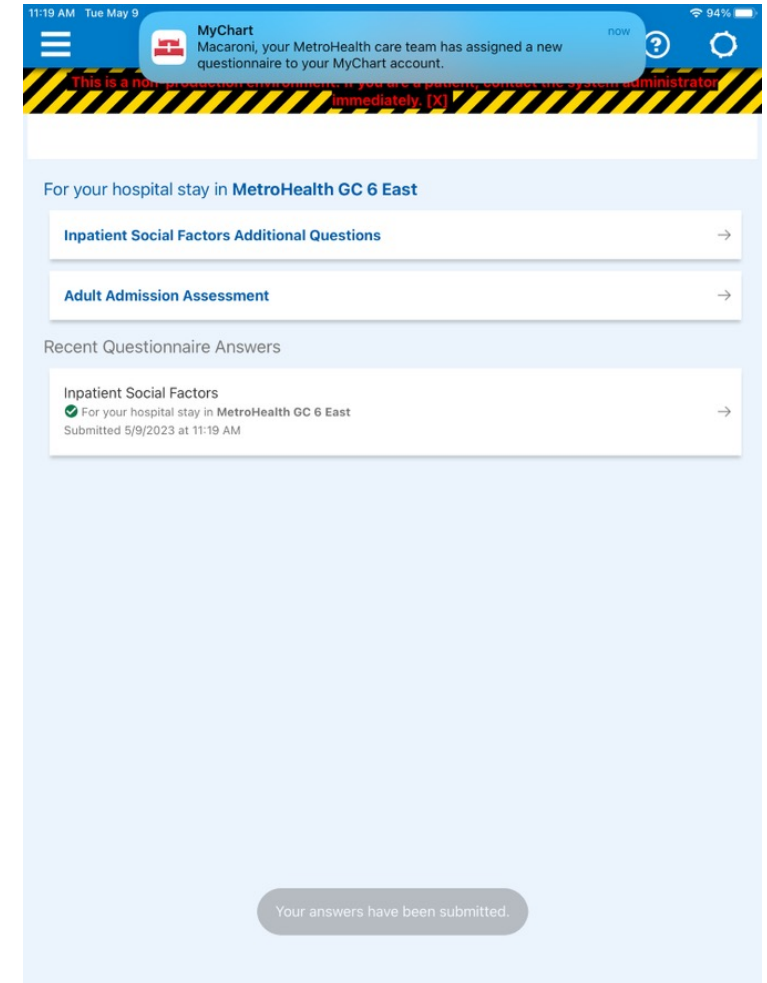 11:19 AM Tue May 9
94%
MyChart
now
Macaroni, your MetroHealth care team has assigned a new
questionnaire to your MyChart account.
This is a non-production environment. If you are a patient, contact the system administrator
immediately. [X]
For your hospital stay in MetroHealth GC 6 East
Inpatient Social Factors Additional Questions
Adult Admission Assessment
Recent Questionnaire Answers
Inpatient Social Factors
For your hospital stay in MetroHealth GC 6 East
Submitted 5/9/2023 at 11:19 AM
Your answers have been submitted.